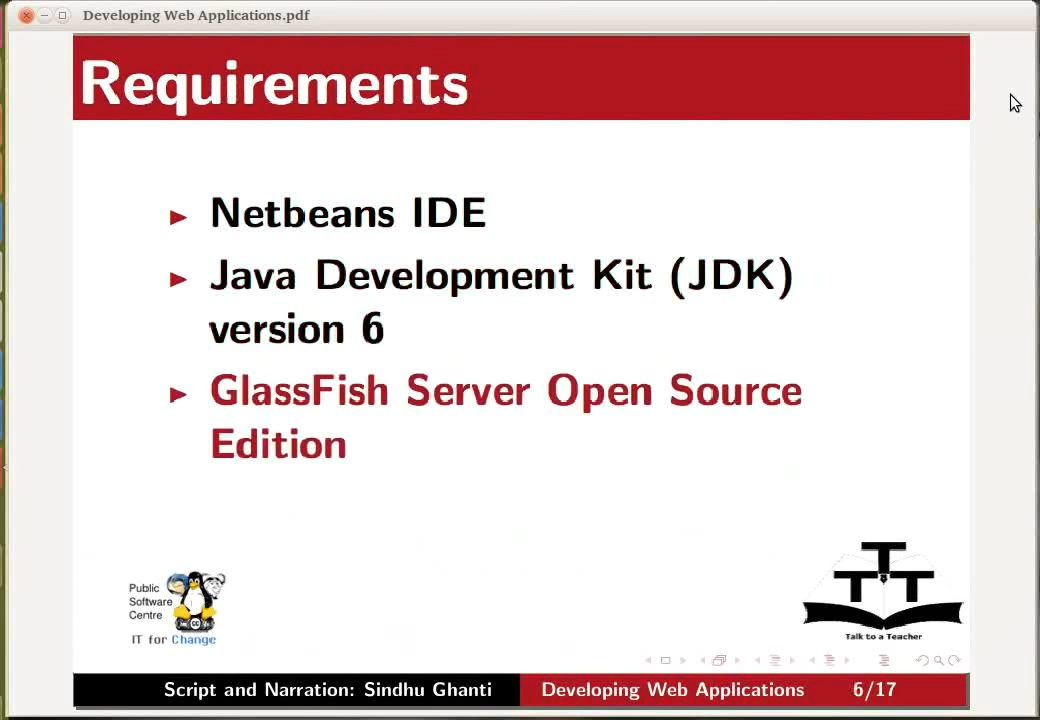 Developing Web Applications.pdf
Requirements
Netbeans IDE
Java Development Kit (JDK)
version 6
GlassFish Server Open Source
Edition
Public
Software
Centre
IT for Change
TTT
Talk to a Teacher
Script and Narration: Sindhu Ghanti Developing Web Applications 6/17